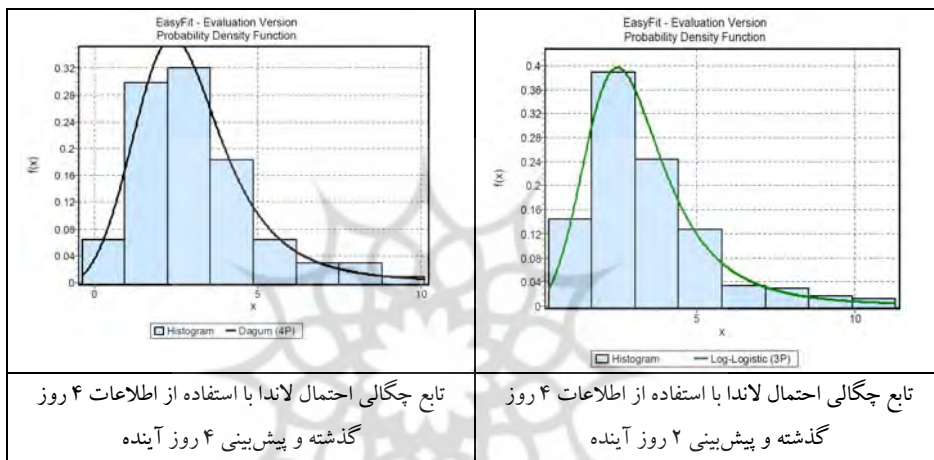 EasyFit - Evaluation Version
Probability Density Function
0.32
0.28
0.24
0.2
0.16
0.12
0.08
0.04
0
f(x)
0
5
10
x
Histogram
Dagum (4P)
EasyFit - Evaluation Version
Probability Density Function
0.4
0.36
0.32
0.28
0.24
0.2
0.16
0.12
0.08
0.04
0
f(x)
5
10
x
Histogram
Log-Logistic (3P)
تابع چگالی احتمال لاندا با استفاده از اطلاعات ۴ روز
گذشته و پیش‌بینی ۲ روز آینده
تابع چگالی احتمال لاندا با استفاده از اطلاعات ۴ روز
گذشته و پیش‌بینی ۴ روز آینده